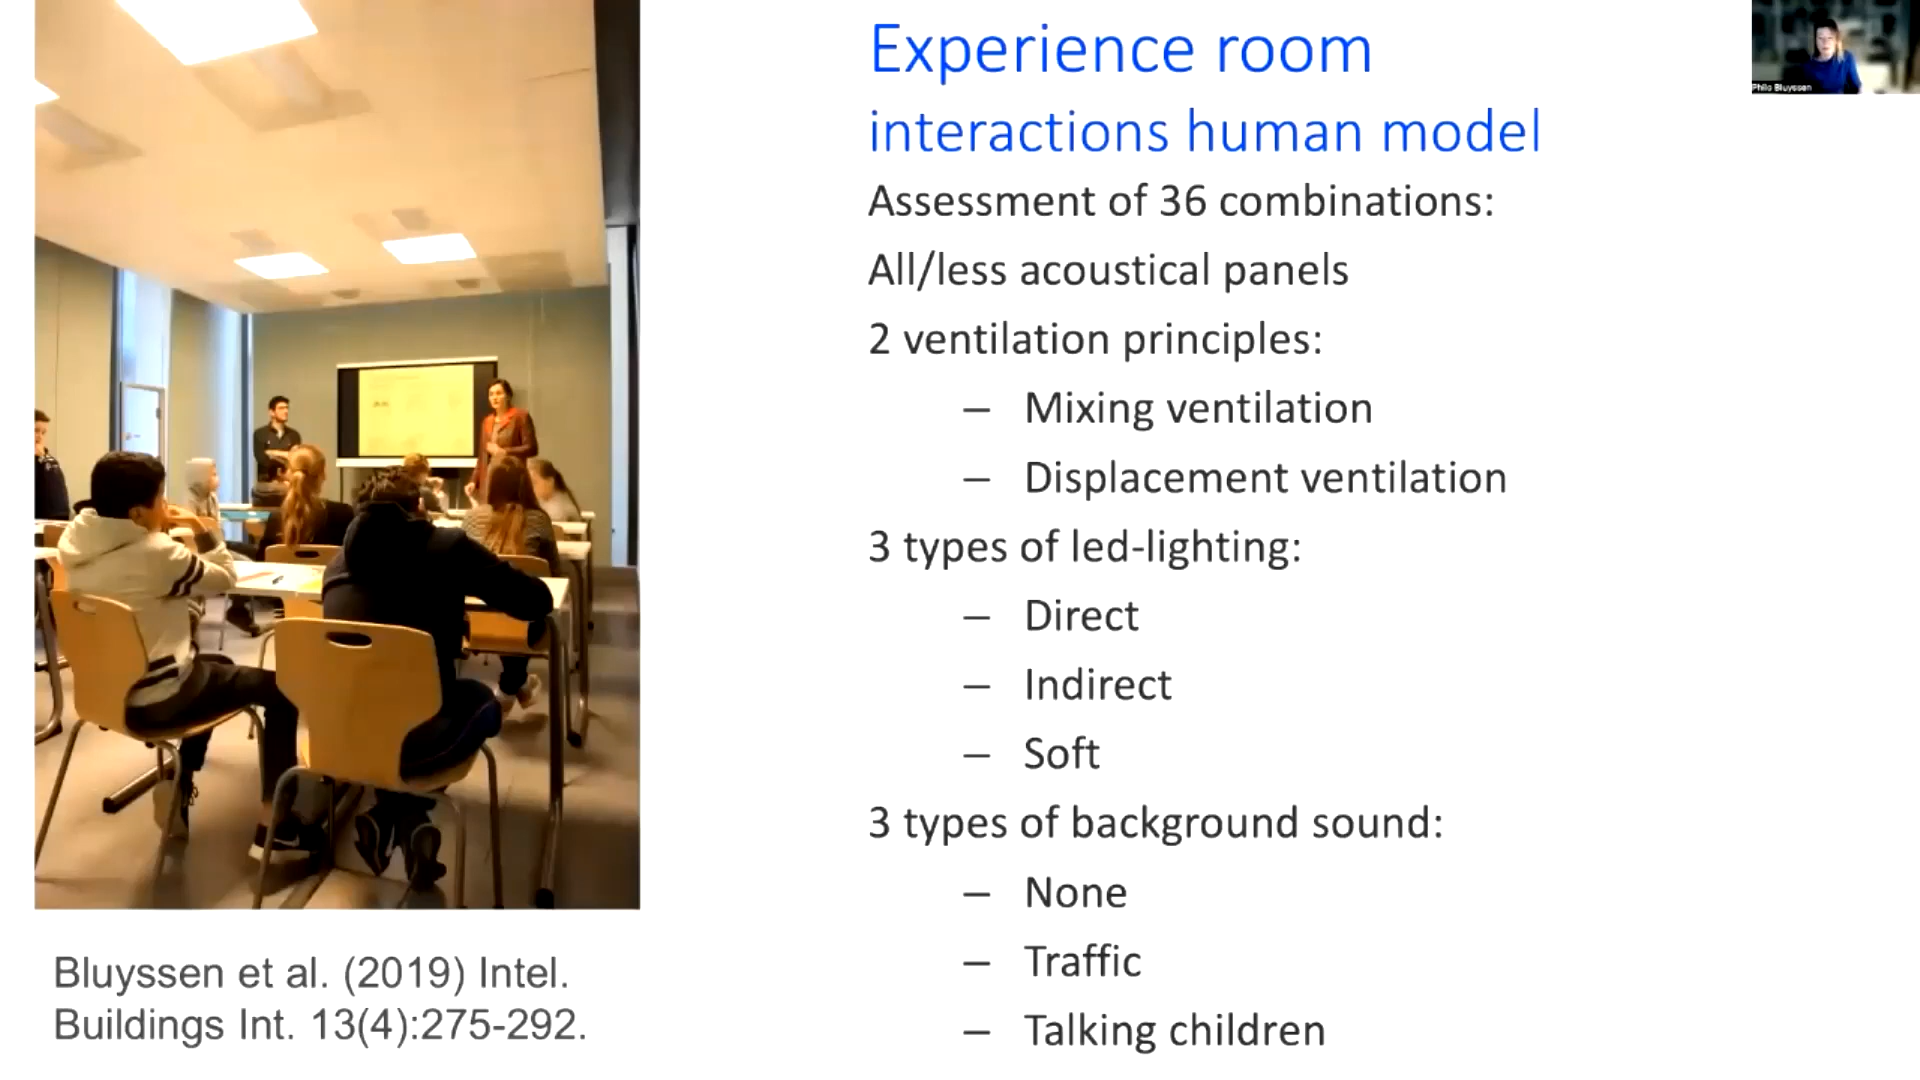 Experience room
interactions human model
Assessment of 36 combinations:
All/less acoustical panels
2 ventilation principles:
– Mixing ventilation
– Displacement ventilation
3 types of led-lighting:
– Direct
– Indirect
– Soft
3 types of background sound:
– None
– Traffic
– Talking children
Bluyssen et al. (2019) Intel.
Buildings Int. 13(4):275-292.
Philo Bluyssen